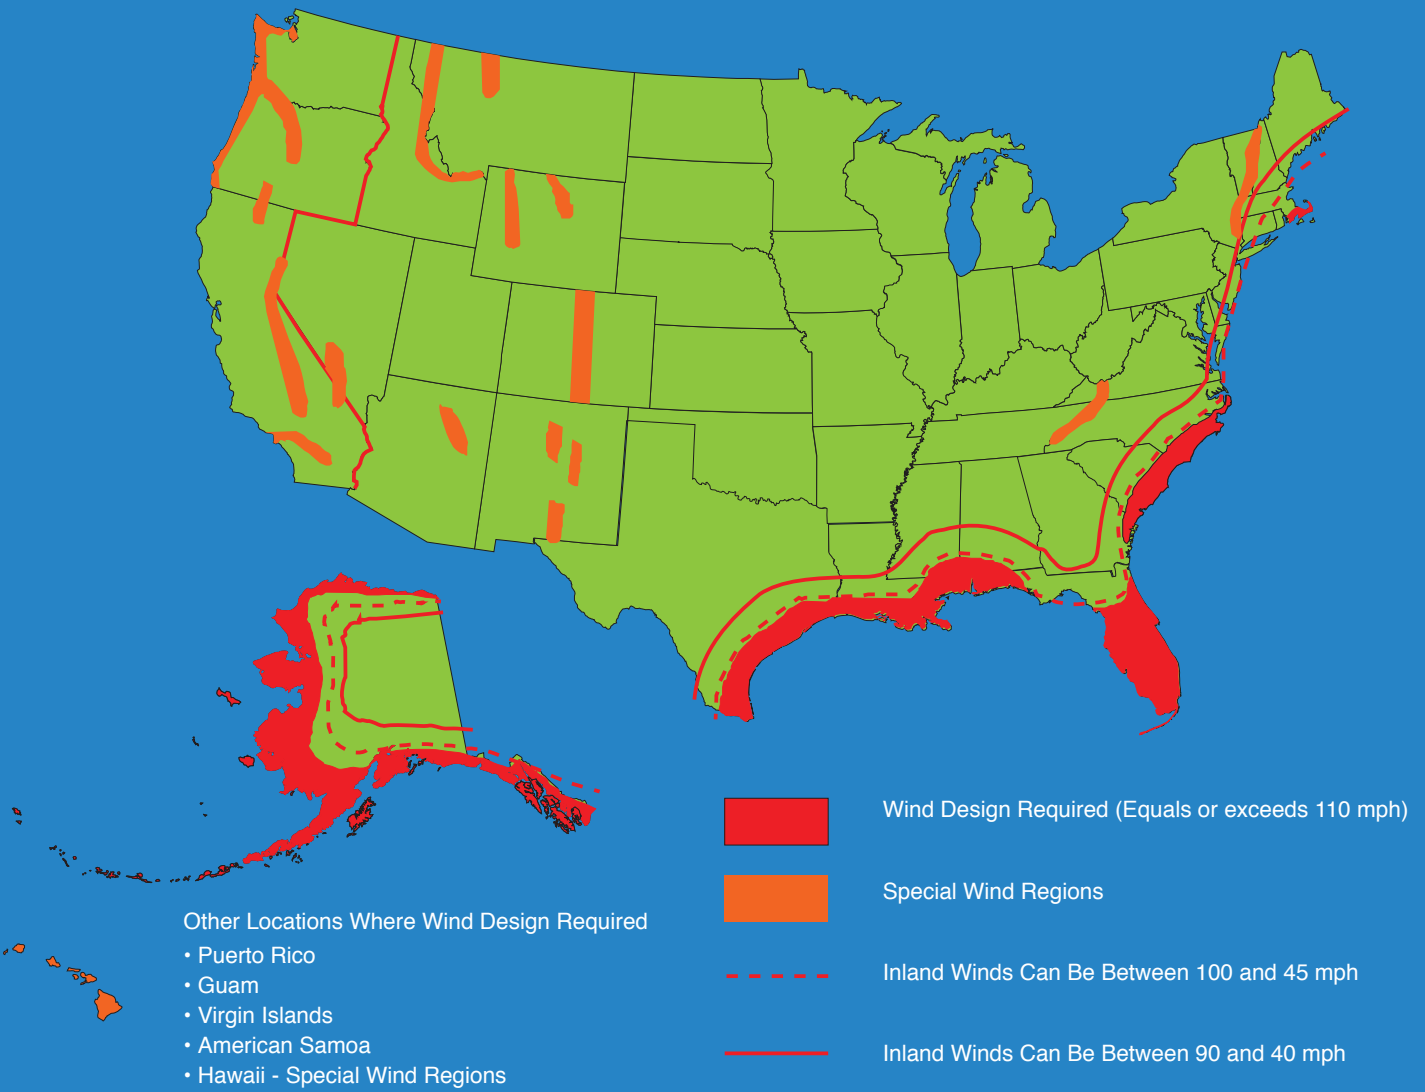 Wind Design Required (Equals or exceeds 110 mph)
Special Wind Regions
Inland Winds Can Be Between 100 and 45 mph
Inland Winds Can Be Between 90 and 40 mph
Other Locations Where Wind Design Required
• Puerto Rico
• Guam
• Virgin Islands
• American Samoa
• Hawaii - Special Wind Regions